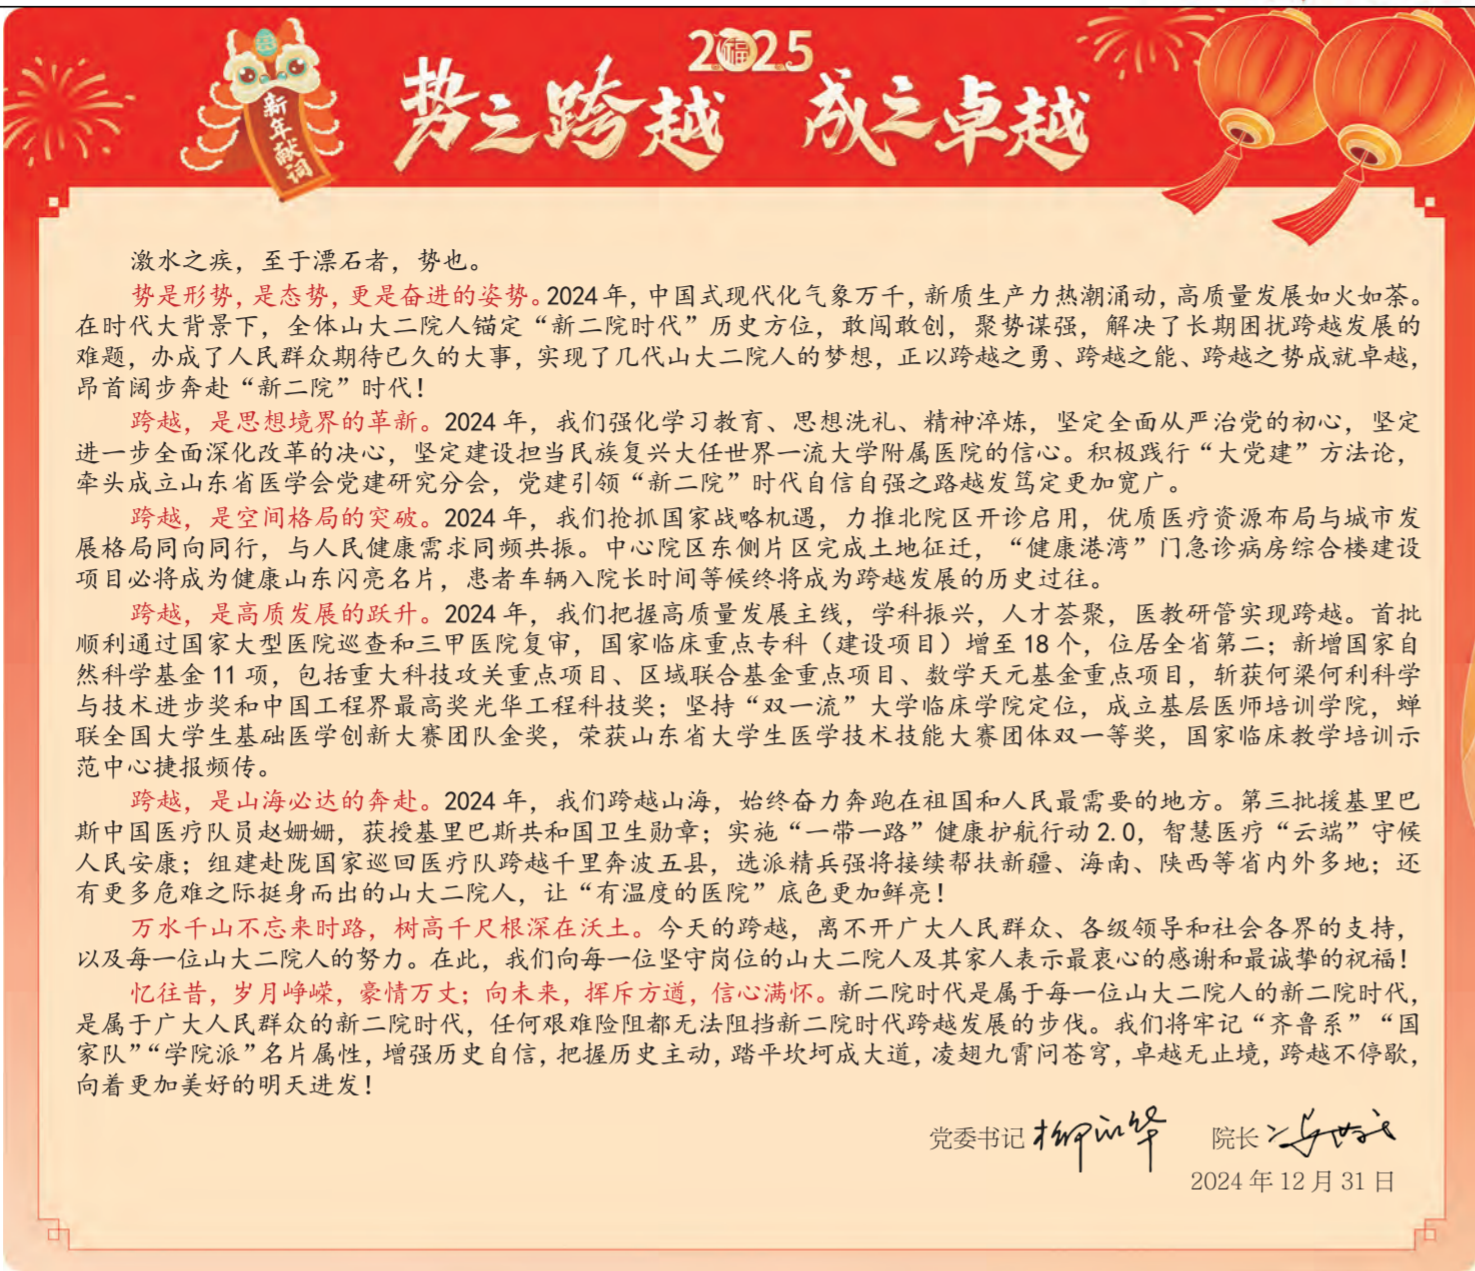 2025
福
新年献词
势之跨越 成之卓越
激水之疾，至于漂石者，势也。
势是形势，是态势，更是奋进的姿势。2024年，中国式现代化气象万千，新质生产力热潮涌动，高质量发展如火如荼。
在时代大背景下，全体山大二院人锚定“新二院时代”历史方位，敢闯敢创，聚势谋强，解决了长期困扰跨越发展的
难题，办成了人民群众期待已久的大事，实现了几代山大二院人的梦想，正以跨越之勇、跨越之能、跨越之势成就卓越，
昂首阔步奔赴“新二院”时代！
跨越，是思想境界的革新。2024 年，我们强化学习教育、思想洗礼、精神淬炼，坚定全面从严治党的初心，坚定
进一步全面深化改革的决心，坚定建设担当民族复兴大任世界一流大学附属医院的信心。积极践行“大党建”方法论，
牵头成立山东省医学会党建研究分会，党建引领“新二院”时代自信自强之路越发笃定更加宽广。
跨越，是空间格局的突破。2024 年，我们抢抓国家战略机遇，力推北院区开诊启用，优质医疗资源布局与城市发
展格局同向同行，与人民健康需求同频共振。中心院区东侧片区完成土地征迁，“健康港湾”门急诊病房综合楼建设
项目必将成为健康山东闪亮名片，患者车辆入院长时间等候终将成为跨越发展的历史过往。
跨越，是高质发展的跃升。2024 年，我们把握高质量发展主线，学科振兴，人才荟聚，医教研管实现跨越。首批
顺利通过国家大型医院巡查和三甲医院复审，国家临床重点专科（建设项目）增至 18 个，位居全省第二；新增国家自
然科学基金 11 项，包括重大科技攻关重点项目、区域联合基金重点项目、数学天元基金重点项目，斩获何梁何利科学
与技术进步奖和中国工程界最高奖光华工程科技奖；坚持“双一流”大学临床学院定位，成立基层医师培训学院，蝉
联全国大学生基础医学创新大赛团队金奖，荣获山东省大学生医学技术技能大赛团体双一等奖，国家临床教学培训示
范中心捷报频传。
跨越，是山海必达的奔赴。2024 年，我们跨越山海，始终奋力奔跑在祖国和人民最需要的地方。第三批援基里巴
斯中国医疗队员赵姗姗，获授基里巴斯共和国卫生勋章；实施“一带一路”健康护航行动 2.0，智慧医疗“云端”守候
人民安康；组建赴陇国家巡回医疗队跨越千里奔波五县，选派精兵强将接续帮扶新疆、海南、陕西等省内外多地；还
有更多危难之际挺身而出的山大二院人，让“有温度的医院”底色更加鲜亮！
万水千山不忘来时路，树高千尺根深在沃土。今天的跨越，离不开广大人民群众、各级领导和社会各界的支持，
以及每一位山大二院人的努力。在此，我们向每一位坚守岗位的山大二院人及其家人表示最衷心的感谢和最诚挚的祝福！
忆往昔，岁月峥嵘，豪情万丈；向未来，挥斥方遒，信心满怀。新二院时代是属于每一位山大二院人的新二院时代，
是属于广大人民群众的新二院时代，任何艰难险阻都无法阻挡新二院时代跨越发展的步伐。我们将牢记“齐鲁系”“国
家队”“学院派”名片属性，增强历史自信，把握历史主动，踏平坎坷成大道，凌翅九霄问苍穹，卓越无止境，跨越不停歇，
向着更加美好的明天进发！
党委书记 院长
2024 年 12 月 31 日